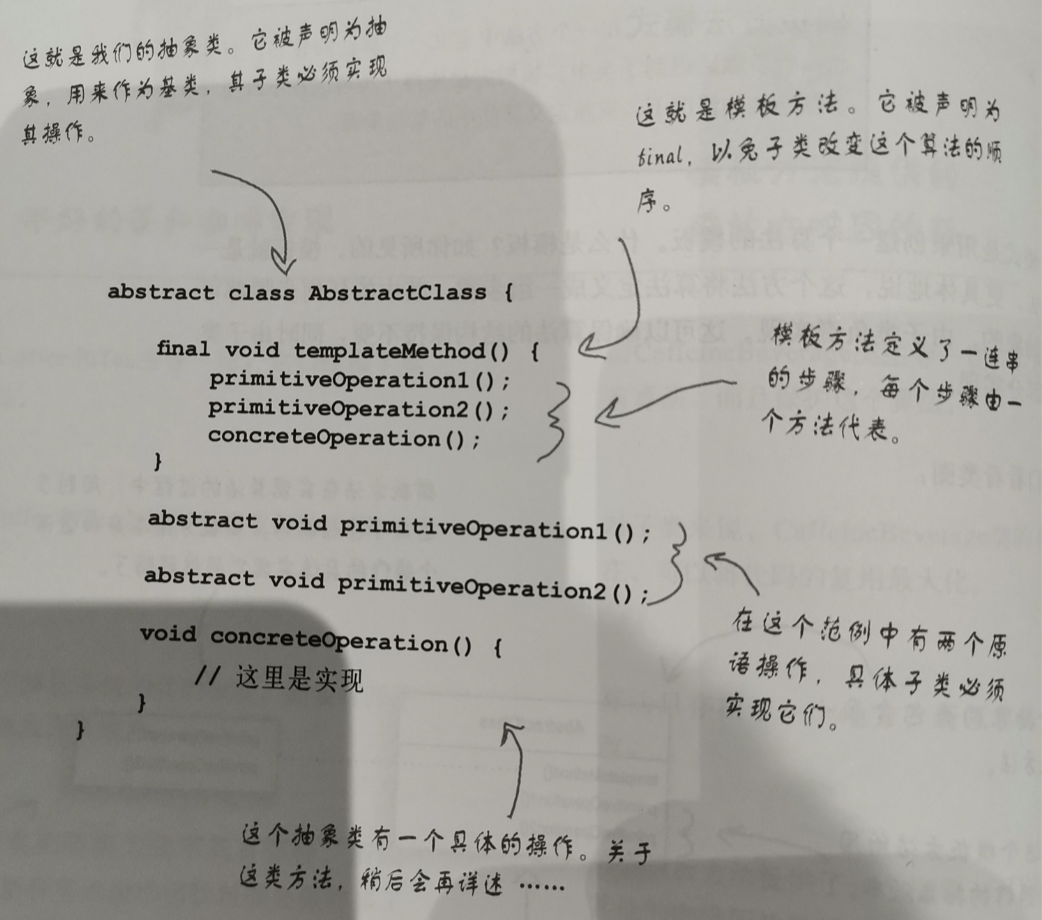 这就是我们的抽象类。它被声明为抽
象，用来作为基类，其子类必须实现
其操作。
这就是模板方法。它被声明为
final，以免子类改变这个算法的顺
序。
abstract class AbstractClass {
final void templateMethod() {
primitiveOperation1();
primitiveOperation2();
concreteOperation();
}
模板方法定义了一连串
的步骤，每个步骤由一
个方法代表。
abstract void primitiveOperation1();
abstract void primitiveOperation2();
在这个范例中有两个原
语操作，具体子类必须
实现它们。
void concreteOperation() {
// 这里是实现
}
}
这个抽象类有一个具体的操作。关于
这类方法，稍后会再详述 ……